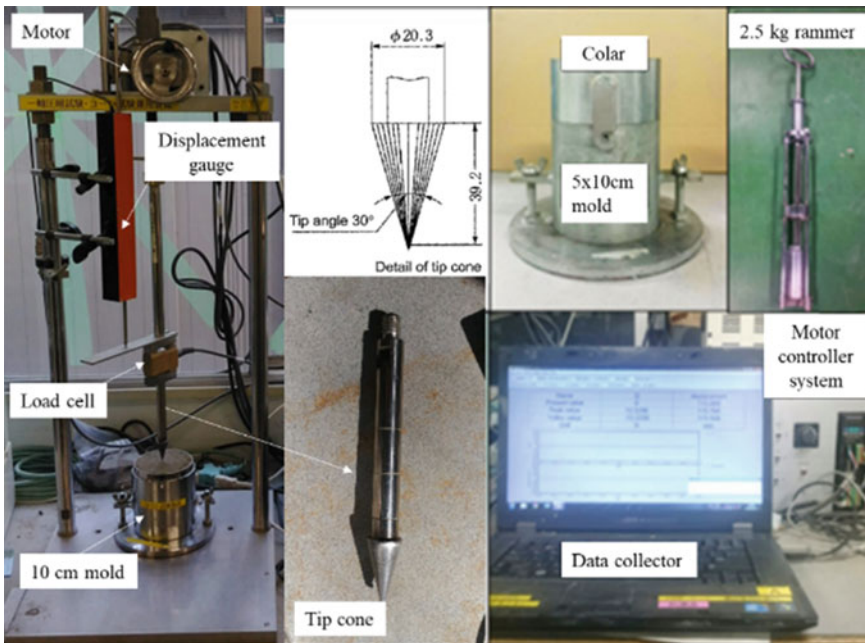 Motor
Displacement
gauge
Load cell
10 cm mold
ϕ20.3
39.2
Tip angle 30°
Detail of tip cone
Tip cone
Colar
5x10cm
mold
2.5 kg rammer
Motor
controller
system
Data collector